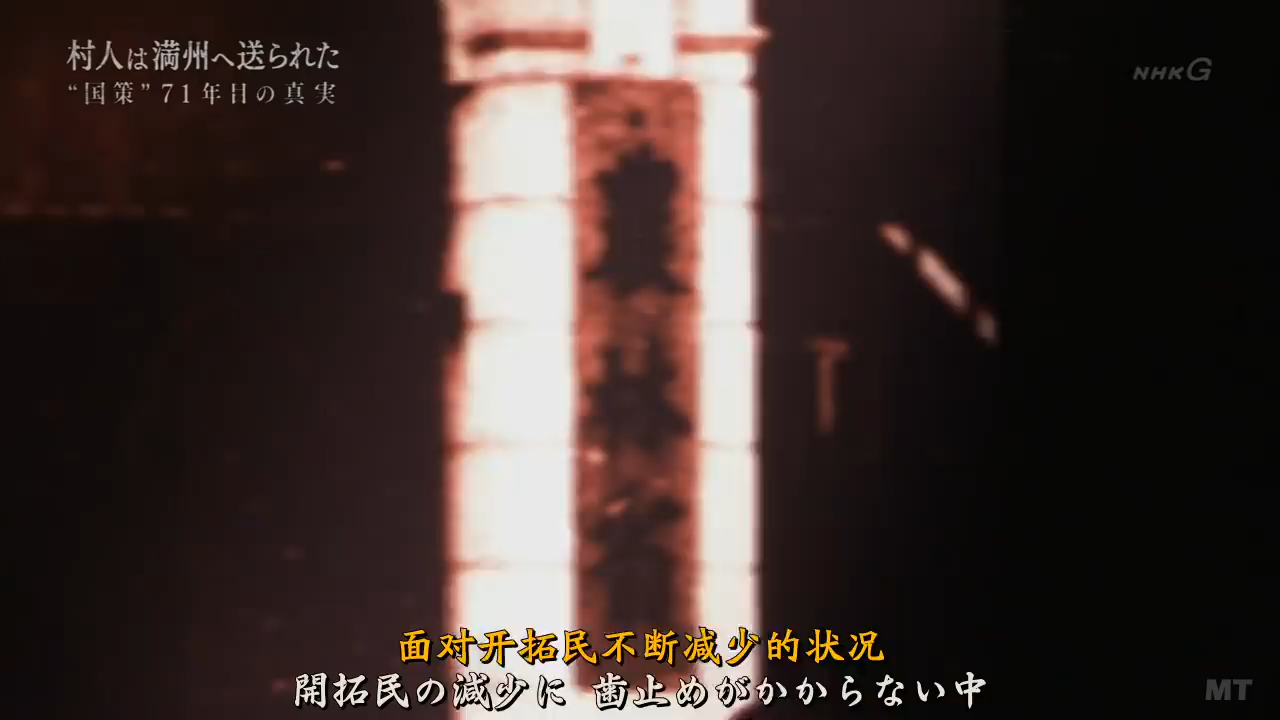 村人は満州へ送られた
“国策”71年目の真実
NHKG
面对开拓民不断减少的状况
開拓民の減少に 歯止めがかからない中
MT